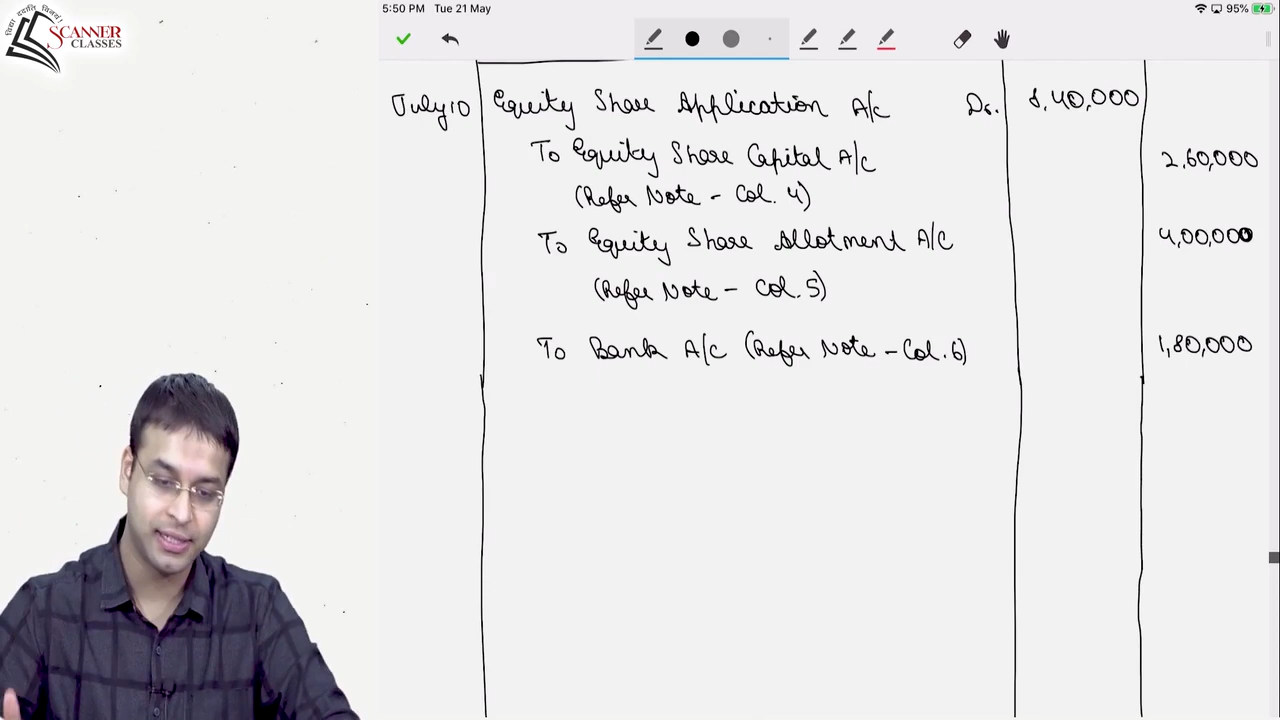 विद्या ददाति विनयं।
SCANNER
CLASSES
5:50 PM Tue 21 May
95%
July 10 Equity Share Application A/c Dr. 8,40,000
To Equity Share Capital A/c 2,60,000
(Refer Note - Col. 4)
To Equity Share Allotment A/c 4,00,000
(Refer Note - Col. 5)
To Bank A/c (Refer Note - Col. 6) 1,80,000